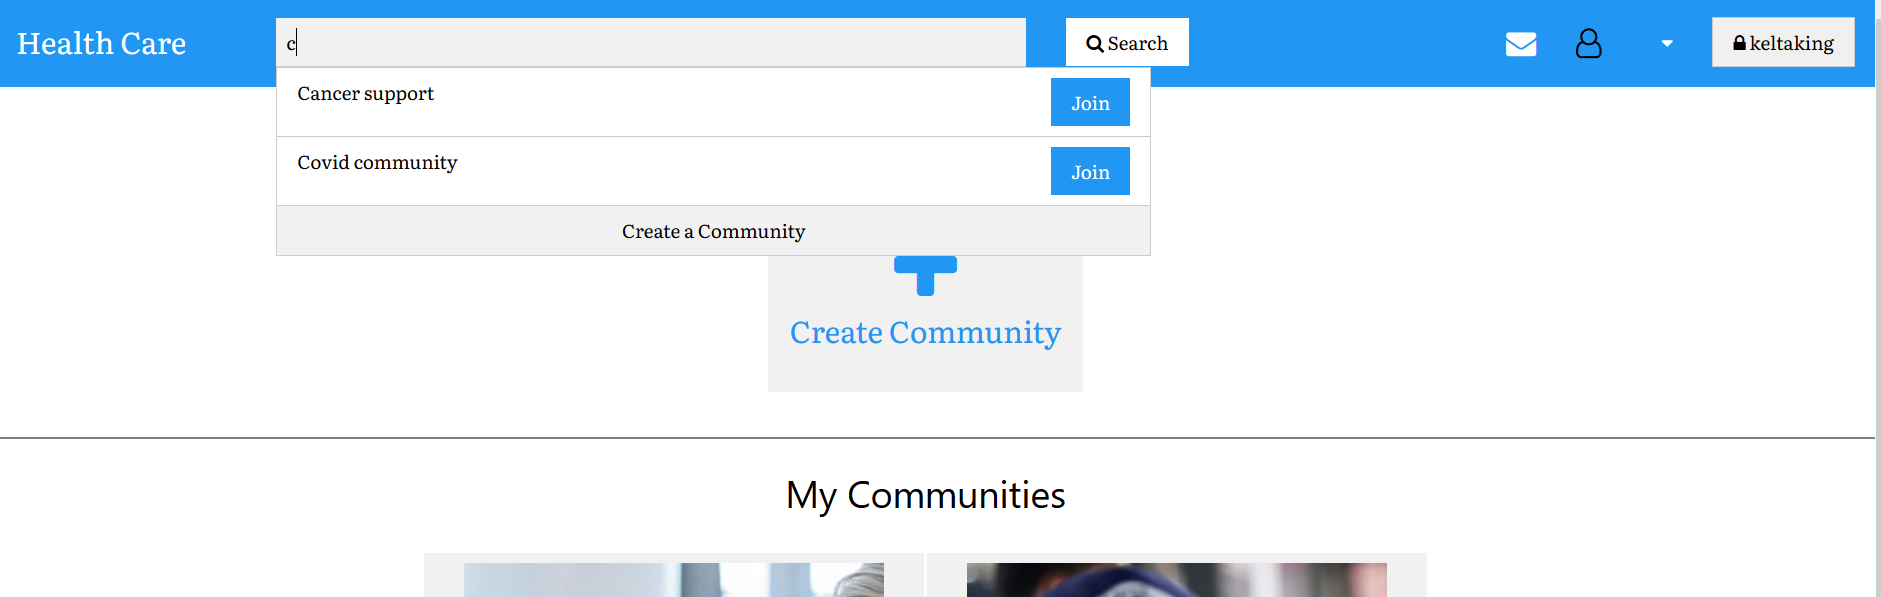 Health Care
c
Search
keltaking
Cancer support
Join
Covid community
Join
Create a Community
Create Community
My Communities